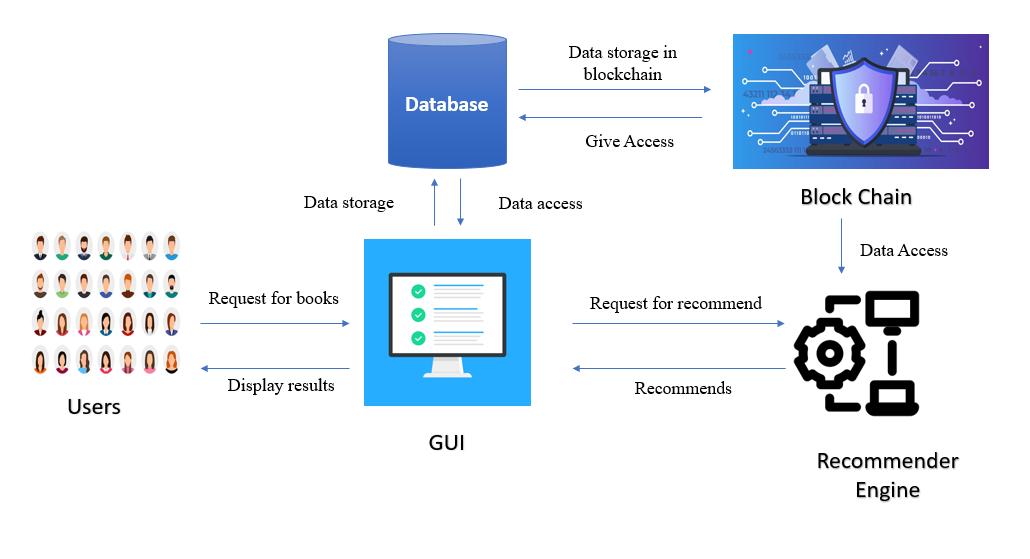 Database
Data storage in
blockchain
Give Access
Block Chain
Data storage
Data access
Data Access
Request for books
Request for recommend
Display results
Recommends
Users
GUI
Recommender
Engine